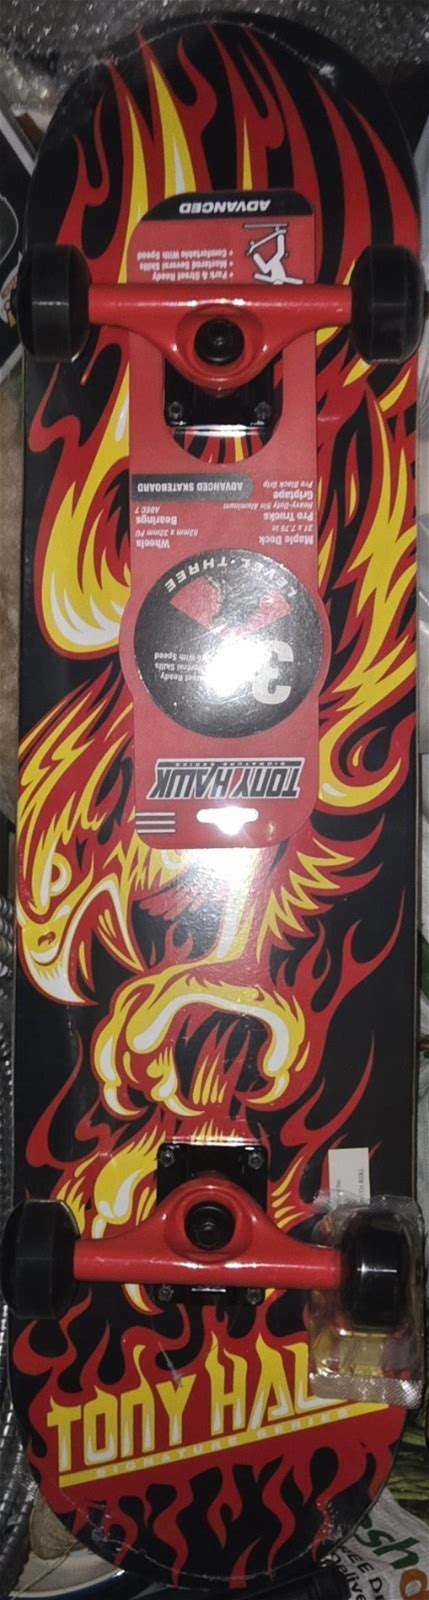 ADVANCED
• Park & Street Ready
• Mastered Several Skills
• Comfortable With Speed
TONY HAWK
SIGNATURE SERIES
3
LEVEL•THREE
Maple Deck
31 x 7.75 in
Pro Trucks
Heavy-Duty 5in Aluminum
Griptape
Pro Black Grip
Wheels
52mm x 32mm PU
Bearings
ABEC 7
ADVANCED SKATEBOARD
TONY HA
SIGNATURE SERIES